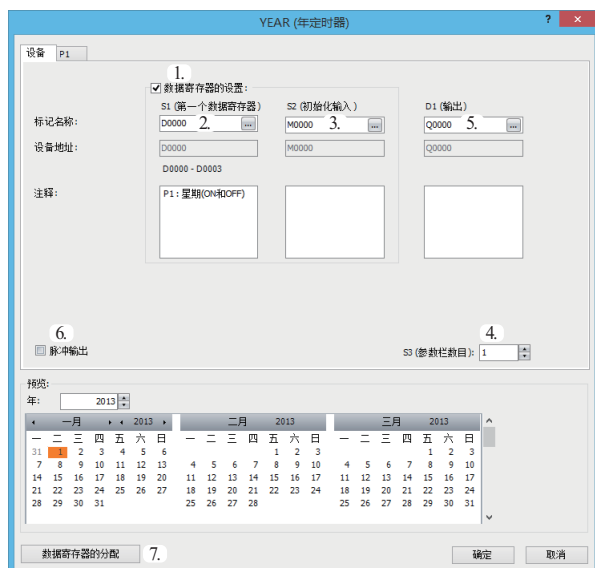 YEAR (年定时器)
? ×
设备 P1
1.
数据寄存器的设置:
S1 (第一个数据寄存器) S2 (初始化输入) D1 (输出)
标记名称: D0000 2. ... M0000 3. ... Q0000 5. ...
设备地址: D0000 M0000 Q0000
D0000 - D0003
注释: P1 : 星期(ON和OFF)
6. 4.
脉冲输出 S3 (参数栏数目): 1
预览:
年: 2013
一月 2013 二月 2013 三月 2013
一 二 三 四 五 六 日 一 二 三 四 五 六 日 一 二 三 四 五 六 日
31 1 2 3 4 5 6 1 2 3 1 2 3
7 8 9 10 11 12 13 4 5 6 7 8 9 10 4 5 6 7 8 9 10
14 15 16 17 18 19 20 11 12 13 14 15 16 17 11 12 13 14 15 16 17
21 22 23 24 25 26 27 18 19 20 21 22 23 24 18 19 20 21 22 23 24
28 29 30 31 25 26 27 28 25 26 27 28 29 30 31
数据寄存器的分配 7. 确定 取消